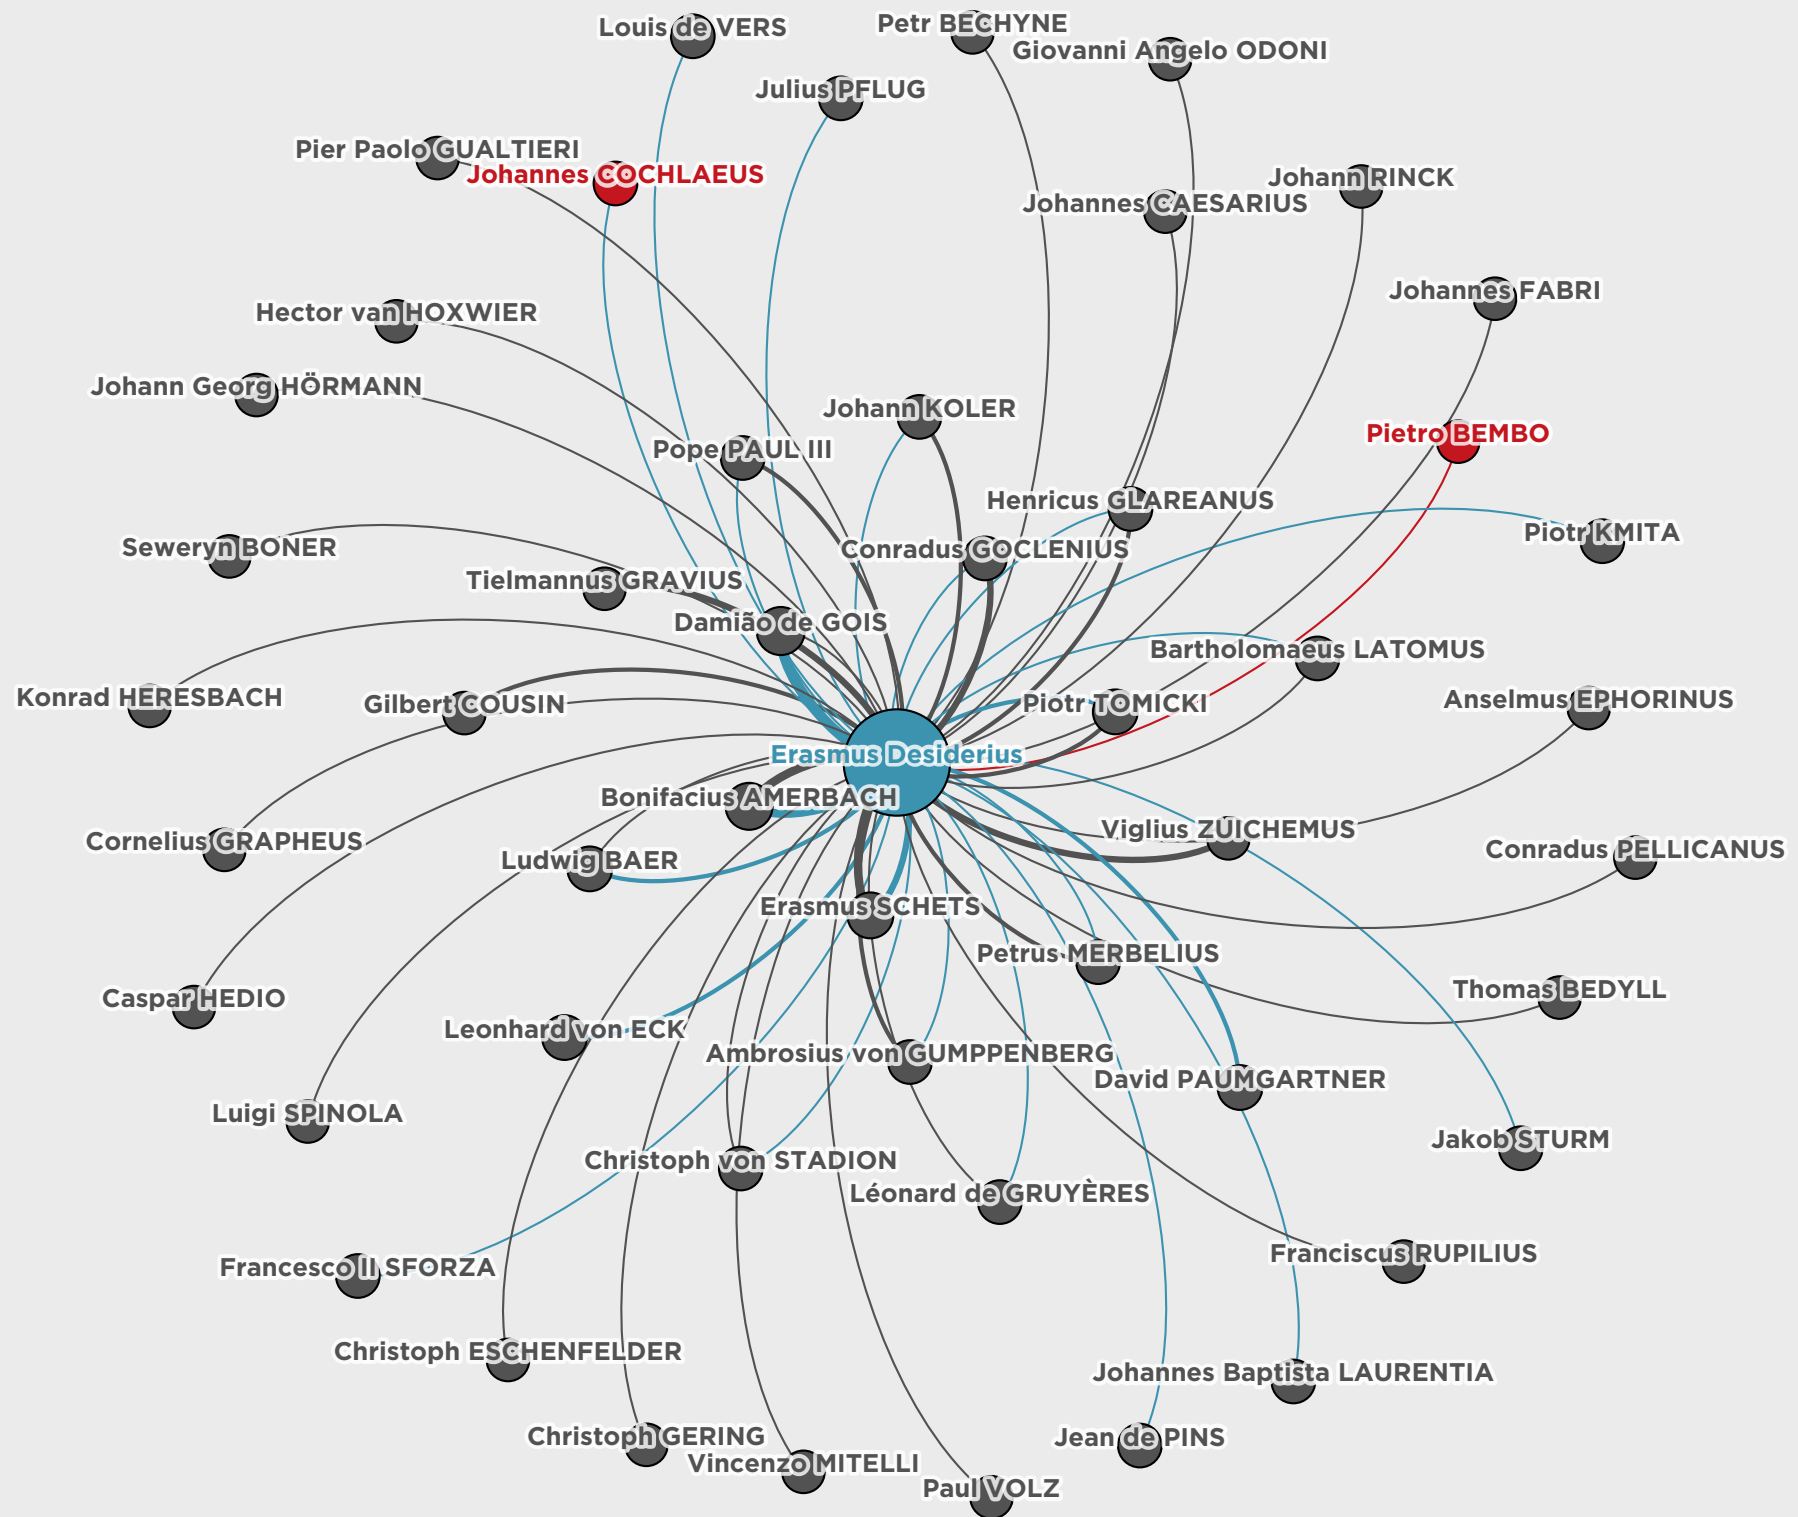 Louis de VERS
Petr BECHYNE
Giovanni Angelo ODONI
Julius PFLUG
Pier Paolo GUALTIERI
Johannes COCHLAEUS
Johann RINCK
Johannes CAESARIUS
Johannes FABRI
Hector van HOXWIER
Johann Georg HÖRMANN
Johann KOLER
Pietro BEMBO
Pope PAUL III
Henricus GLAREANUS
Piotr KMITA
Seweryn BONER
Conradus GOCLENIUS
Tielmannus GRAVIUS
Damião de GOIS
Bartholomaeus LATOMUS
Konrad HERESBACH
Gilbert COUSIN
Piotr TOMICKI
Anselmus EPHORINUS
Erasmus Desiderius
Bonifacius AMERBACH
Viglius ZUICHEMUS
Cornelius GRAPHEUS
Conradus PELLICANUS
Ludwig BAER
Erasmus SCHETS
Petrus MERBELIUS
Thomas BEDYLL
Caspar HEDIO
Leonhard von ECK
Ambrosius von GUMPPENBERG
David PAUMGARTNER
Luigi SPINOLA
Jakob STURM
Christoph von STADION
Léonard de GRUYÈRES
Franciscus RUPILIUS
Francesco II SFORZA
Christoph ESCHENFELDER
Johannes Baptista LAURENTIA
Christoph GERING
Jean de PINS
Vincenzo MITELLI
Paul VOLZ